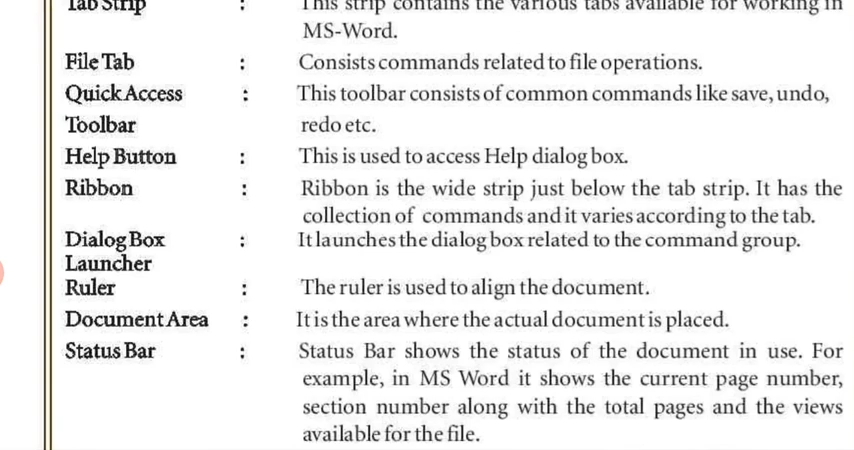 Tab Strip : This strip contains the various tabs available for working in
MS-Word.
File Tab : Consists commands related to file operations.
Quick Access : This toolbar consists of common commands like save, undo,
Toolbar redo etc.
Help Button : This is used to access Help dialog box.
Ribbon : Ribbon is the wide strip just below the tab strip. It has the
collection of commands and it varies according to the tab.
Dialog Box : It launches the dialog box related to the command group.
Launcher
Ruler : The ruler is used to align the document.
Document Area : It is the area where the actual document is placed.
Status Bar : Status Bar shows the status of the document in use. For
example, in MS Word it shows the current page number,
section number along with the total pages and the views
available for the file.